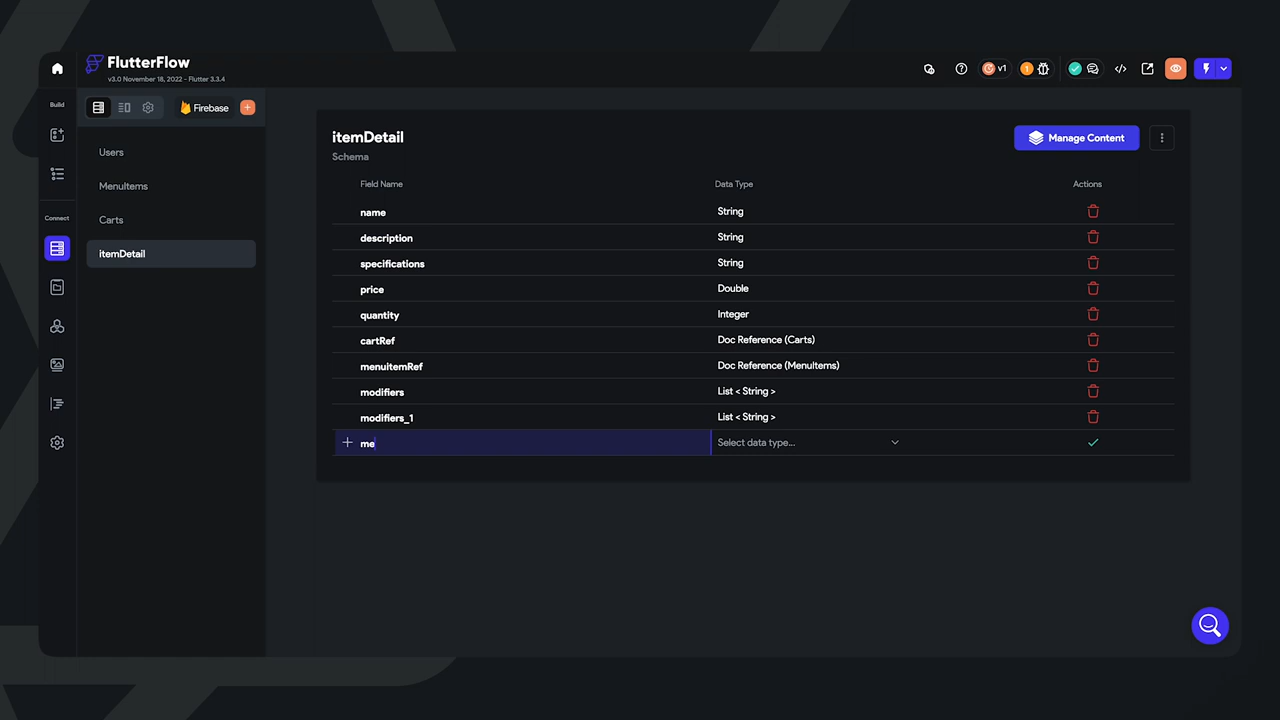 FlutterFlow
v3.0 November 18, 2022 - Flutter 3.3.4
v1
1
Build
Firebase
Users
MenuItems
Carts
itemDetail
Connect
itemDetail
Schema
Manage Content
Field Name Data Type Actions
name String
description String
specifications String
price Double
quantity Integer
cartRef Doc Reference (Carts)
menuitemRef Doc Reference (MenuItems)
modifiers List < String >
modifiers_1 List < String >
me Select data type...